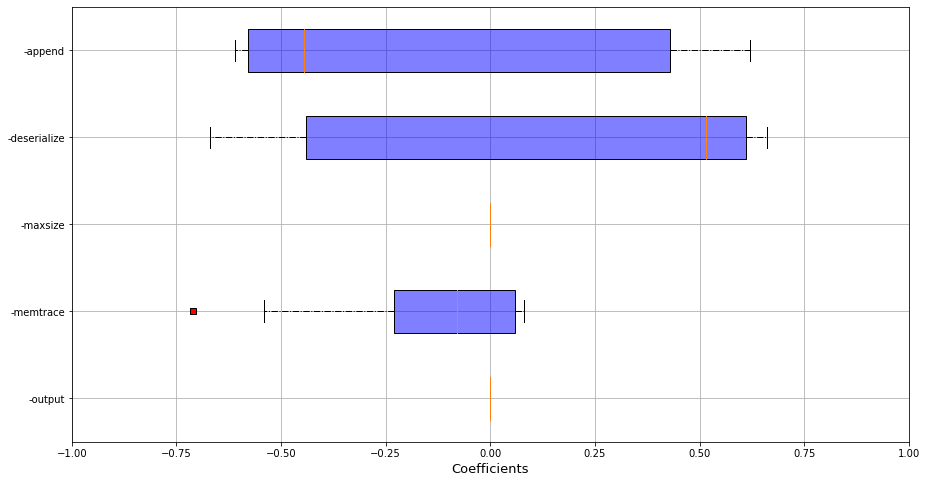 -append
-deserialize
-maxsize
-memtrace
-output
−1.00 −0.75 −0.50 −0.25 0.00 0.25 0.50 0.75 1.00
Coefficients